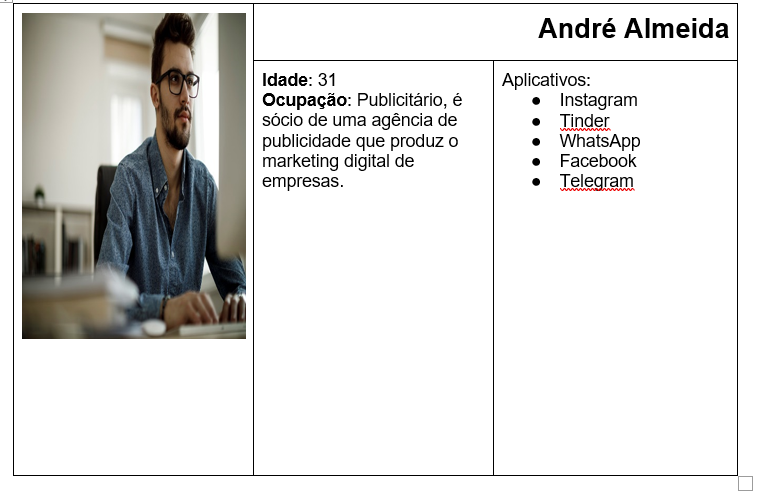 André Almeida
Idade: 31
Ocupação: Publicitário, é
sócio de uma agência de
publicidade que produz o
marketing digital de
empresas.
Aplicativos:
● Instagram
● Tinder
● WhatsApp
● Facebook
● Telegram